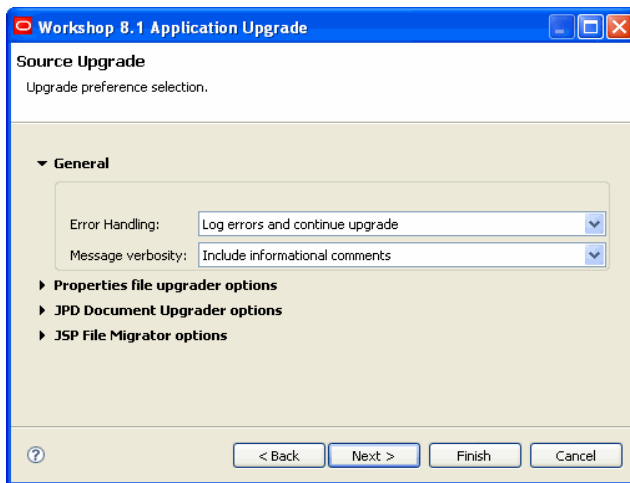 Workshop 8.1 Application Upgrade
Source Upgrade
Upgrade preference selection.
General
Error Handling: Log errors and continue upgrade
Message verbosity: Include informational comments
Properties file upgrader options
JPD Document Upgrader options
JSP File Migrator options
? < Back Next > Finish Cancel